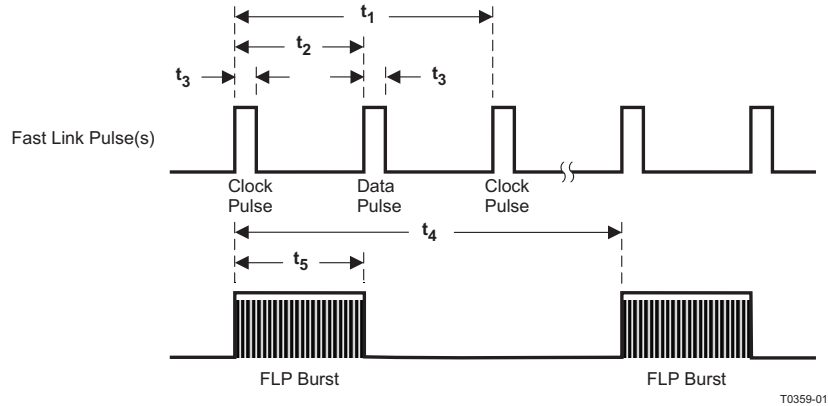 t1
t2
t3
t3
Fast Link Pulse(s)
Clock
Pulse
Data
Pulse
Clock
Pulse
t4
t5
FLP Burst
FLP Burst
T0359-01